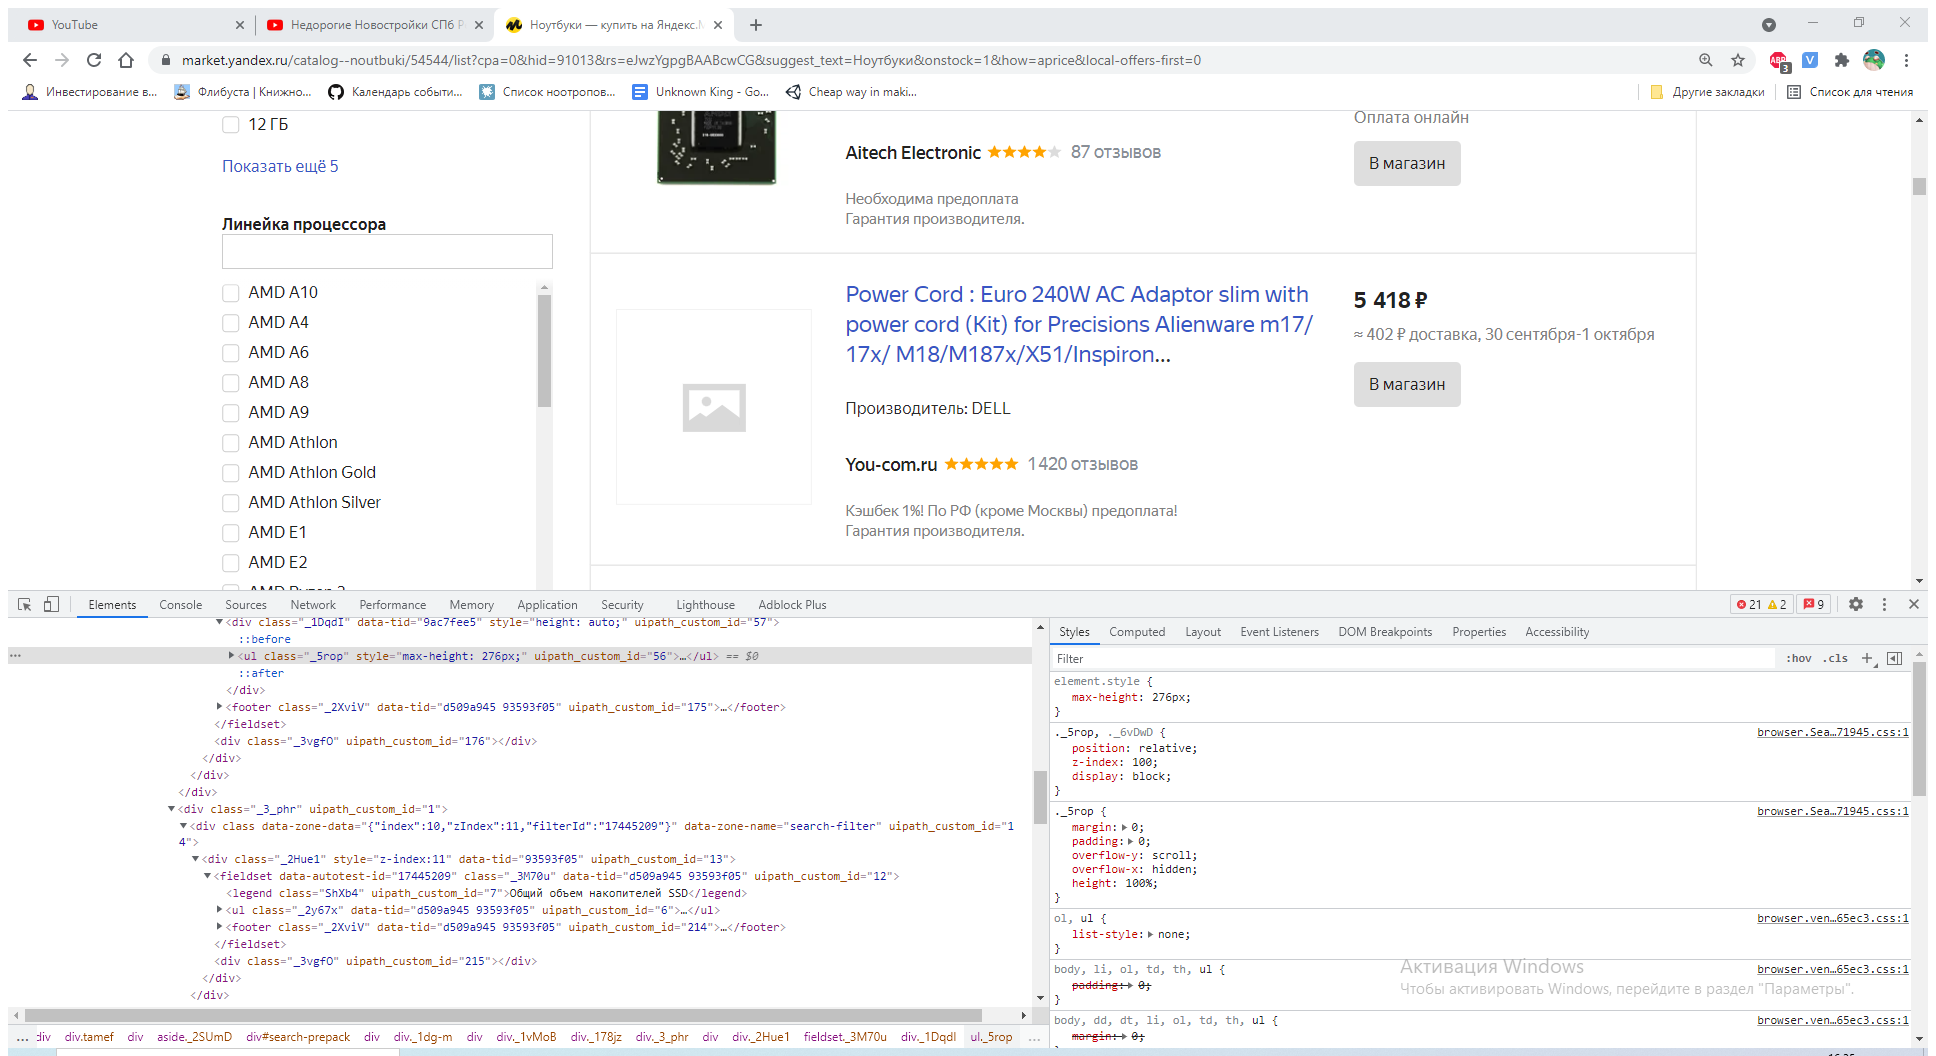 YouTube
Недорогие Новостройки СПб Р
Ноутбуки — купить на Яндекс.М
market.yandex.ru/catalog--noutbuki/54544/list?cpa=0&hid=91013&rs=eJwzYgpgBAABcwCG&suggest_text=Ноутбуки&onstock=1&how=aprice&local-offers-first=0
ABP 3 V
Инвестирование в... Флибуста | Книжно... Календарь событи... Список ноотропов... Unknown King - Go... Cheap way in maki... Другие закладки Список для чтения
12 ГБ
Показать ещё 5
Линейка процессора
AMD A10
AMD A4
AMD A6
AMD A8
AMD A9
AMD Athlon
AMD Athlon Gold
AMD Athlon Silver
AMD E1
AMD E2
AMD Ryzen 3
Оплата онлайн
Aitech Electronic 87 отзывов
В магазин
Необходима предоплата
Гарантия производителя.
Power Cord : Euro 240W AC Adaptor slim with
power cord (Kit) for Precisions Alienware m17/
17x/ M18/M187x/X51/Inspiron...
5 418 ₽
≈ 402 ₽ доставка, 30 сентября-1 октября
В магазин
Производитель: DELL
You-com.ru 1 420 отзывов
Кэшбек 1%! По РФ (кроме Москвы) предоплата!
Гарантия производителя.
Elements Console Sources Network Performance Memory Application Security Lighthouse Adblock Plus 21 2 9
<div class="_1DqdI" data-tid="9ac7fee5" style="height: auto;" uipath_custom_id="57">
::before
<ul class="_5rop" style="max-height: 276px;" uipath_custom_id="56">…</ul> == $0
::after
</div>
<footer class="_2XviV" data-tid="d509a945 93593f05" uipath_custom_id="175">…</footer>
</fieldset>
<div class="_3vgfO" uipath_custom_id="176"></div>
</div>
</div>
</div>
<div class="_3_phr" uipath_custom_id="1">
<div class data-zone-data="{"index":10,"zIndex":11,"filterId":"17445209"}" data-zone-name="search-filter" uipath_custom_id="1
4">
<div class="_2Hue1" style="z-index:11" data-tid="93593f05" uipath_custom_id="13">
<fieldset data-autotest-id="17445209" class="_3M70u" data-tid="d509a945 93593f05" uipath_custom_id="12">
<legend class="ShXb4" uipath_custom_id="7">Общий объем накопителей SSD</legend>
<ul class="_2y67x" data-tid="d509a945 93593f05" uipath_custom_id="6">…</ul>
<footer class="_2XviV" data-tid="d509a945 93593f05" uipath_custom_id="214">…</footer>
</fieldset>
<div class="_3vgfO" uipath_custom_id="215"></div>
</div>
</div>
... div div.tamef div aside._2SUmD div#search-prepack div div._1dg-m div div._1vMoB div._178jz div._3_phr div div._2Hue1 fieldset._3M70u div._1DqdI ul._5rop ...
Styles Computed Layout Event Listeners DOM Breakpoints Properties Accessibility
Filter :hov .cls +
element.style {
max-height: 276px;
}
._5rop, ._6vDwD { browser.Sea…71945.css:1
position: relative;
z-index: 100;
display: block;
}
._5rop { browser.Sea…71945.css:1
margin: 0;
padding: 0;
overflow-y: scroll;
overflow-x: hidden;
height: 100%;
}
ol, ul { browser.ven…65ec3.css:1
list-style: none;
}
body, li, ol, td, th, ul { browser.ven…65ec3.css:1
padding: 0;
}
body, dd, dt, li, ol, td, th, ul { browser.ven…65ec3.css:1
margin: 0;
Активация Windows
Чтобы активировать Windows, перейдите в раздел "Параметры".